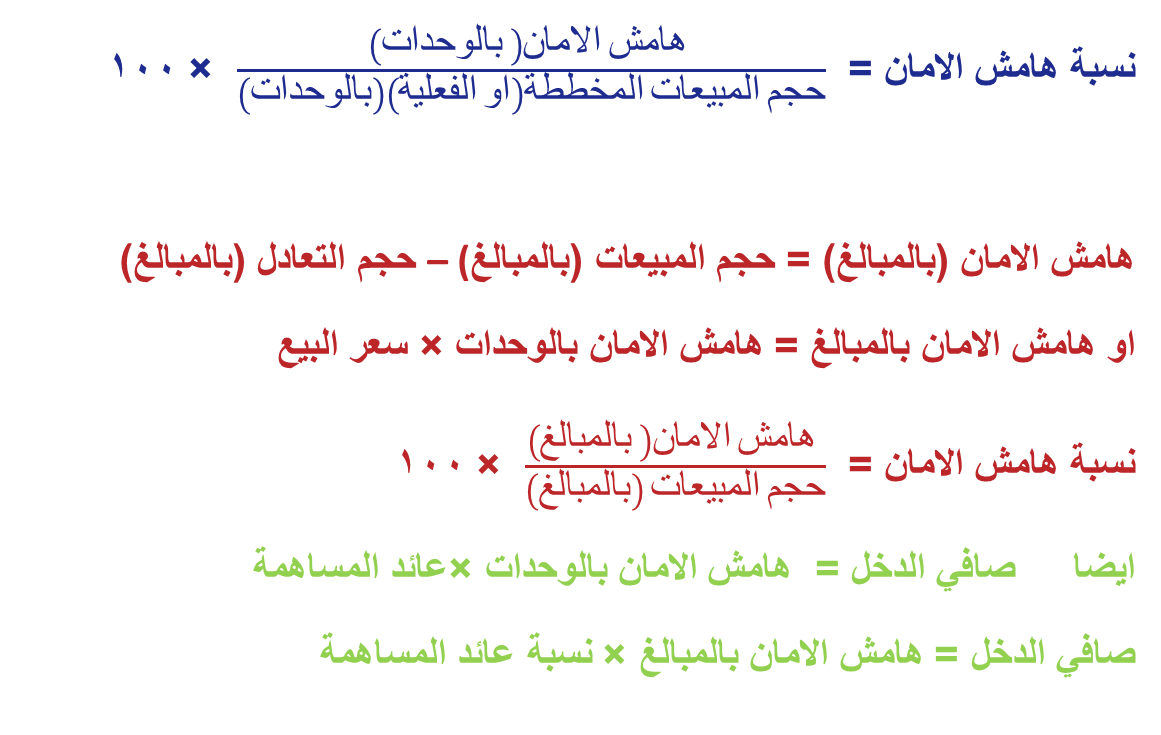 نسبة هامش الامان = هامش الامان( بالوحدات) / حجم المبيعات المخططة(او الفعلية)(بالوحدات) × ١٠٠
هامش الامان (بالمبالغ) = حجم المبيعات (بالمبالغ) – حجم التعادل (بالمبالغ)
او هامش الامان بالمبالغ = هامش الامان بالوحدات × سعر البيع
نسبة هامش الامان = هامش الامان( بالمبالغ) / حجم المبيعات (بالمبالغ) × ١٠٠
ايضا صافي الدخل = هامش الامان بالوحدات ×عائد المساهمة
صافي الدخل = هامش الامان بالمبالغ × نسبة عائد المساهمة